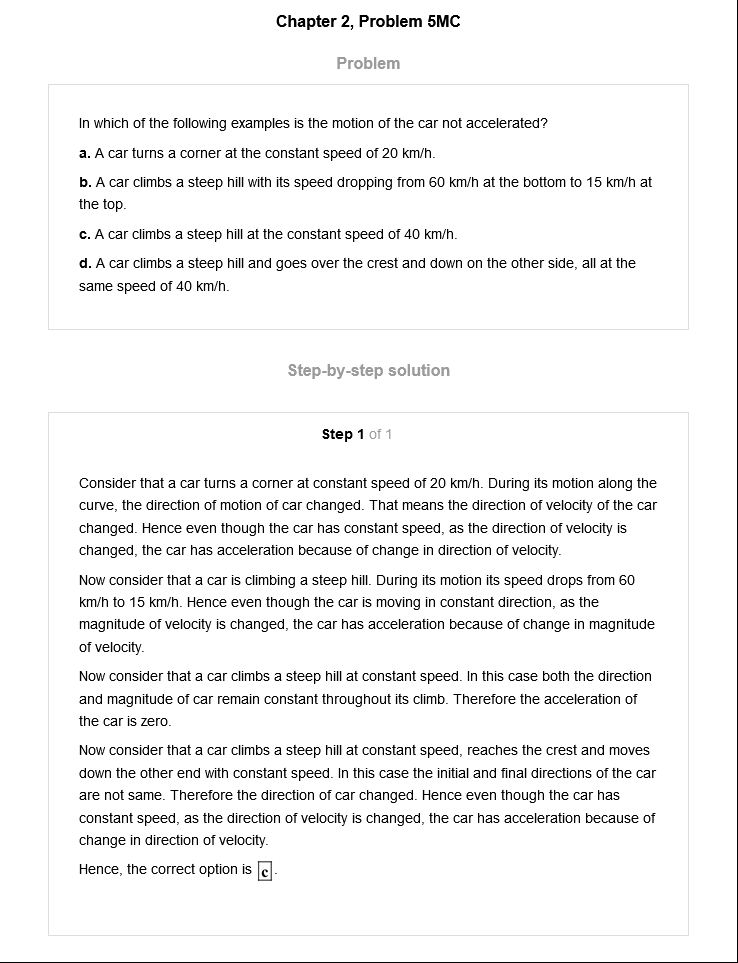 Chapter 2, Problem 5MC
Problem
In which of the following examples is the motion of the car not accelerated?
a. A car turns a corner at the constant speed of 20 km/h.
b. A car climbs a steep hill with its speed dropping from 60 km/h at the bottom to 15 km/h at
the top.
c. A car climbs a steep hill at the constant speed of 40 km/h.
d. A car climbs a steep hill and goes over the crest and down on the other side, all at the
same speed of 40 km/h.
Step-by-step solution
Step 1 of 1
Consider that a car turns a corner at constant speed of 20 km/h. During its motion along the
curve, the direction of motion of car changed. That means the direction of velocity of the car
changed. Hence even though the car has constant speed, as the direction of velocity is
changed, the car has acceleration because of change in direction of velocity.
Now consider that a car is climbing a steep hill. During its motion its speed drops from 60
km/h to 15 km/h. Hence even though the car is moving in constant direction, as the
magnitude of velocity is changed, the car has acceleration because of change in magnitude
of velocity.
Now consider that a car climbs a steep hill at constant speed. In this case both the direction
and magnitude of car remain constant throughout its climb. Therefore the acceleration of
the car is zero.
Now consider that a car climbs a steep hill at constant speed, reaches the crest and moves
down the other end with constant speed. In this case the initial and final directions of the car
are not same. Therefore the direction of car changed. Hence even though the car has
constant speed, as the direction of velocity is changed, the car has acceleration because of
change in direction of velocity.
Hence, the correct option is c.